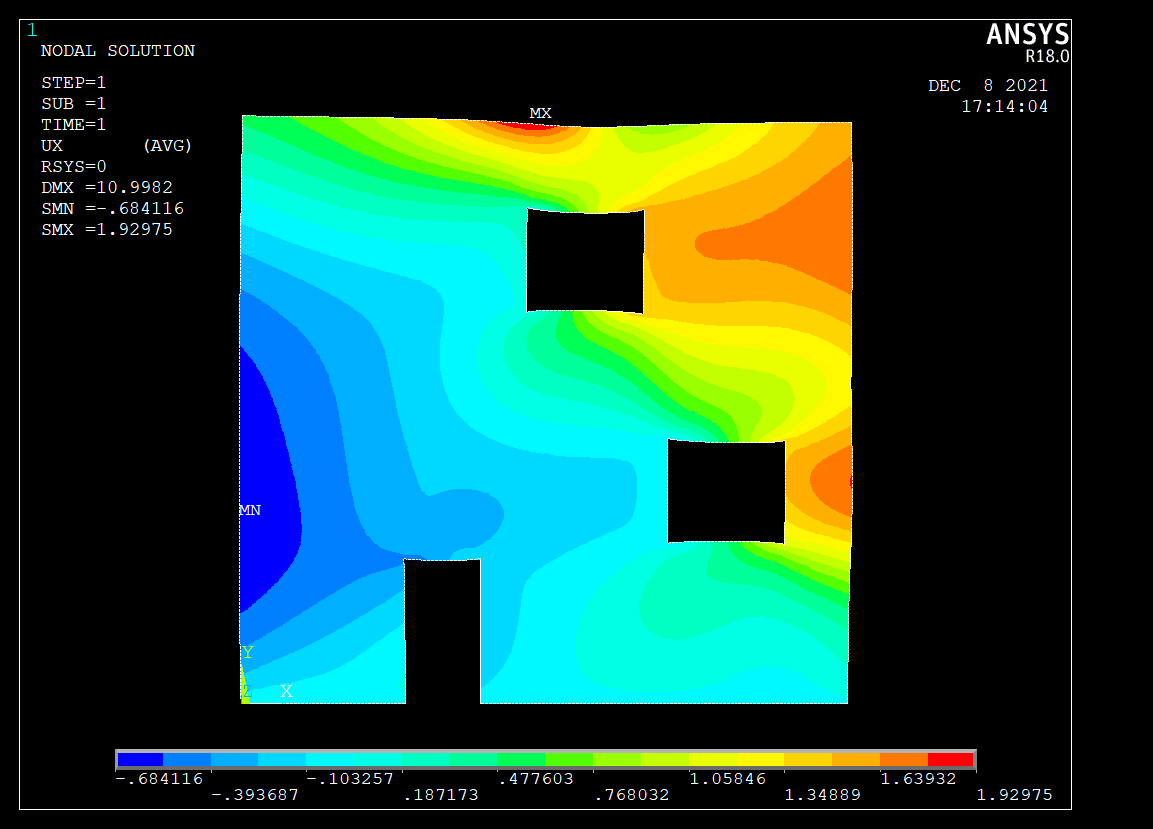 1
ANSYS
R18.0
NODAL SOLUTION
STEP=1
SUB =1
TIME=1
UX (AVG)
RSYS=0
DMX =10.9982
SMN =-.684116
SMX =1.92975
DEC 8 2021
17:14:04
MX
MN
Y
Z X
-.684116 -.103257 .477603 1.05846 1.63932
-.393687 .187173 .768032 1.34889 1.92975